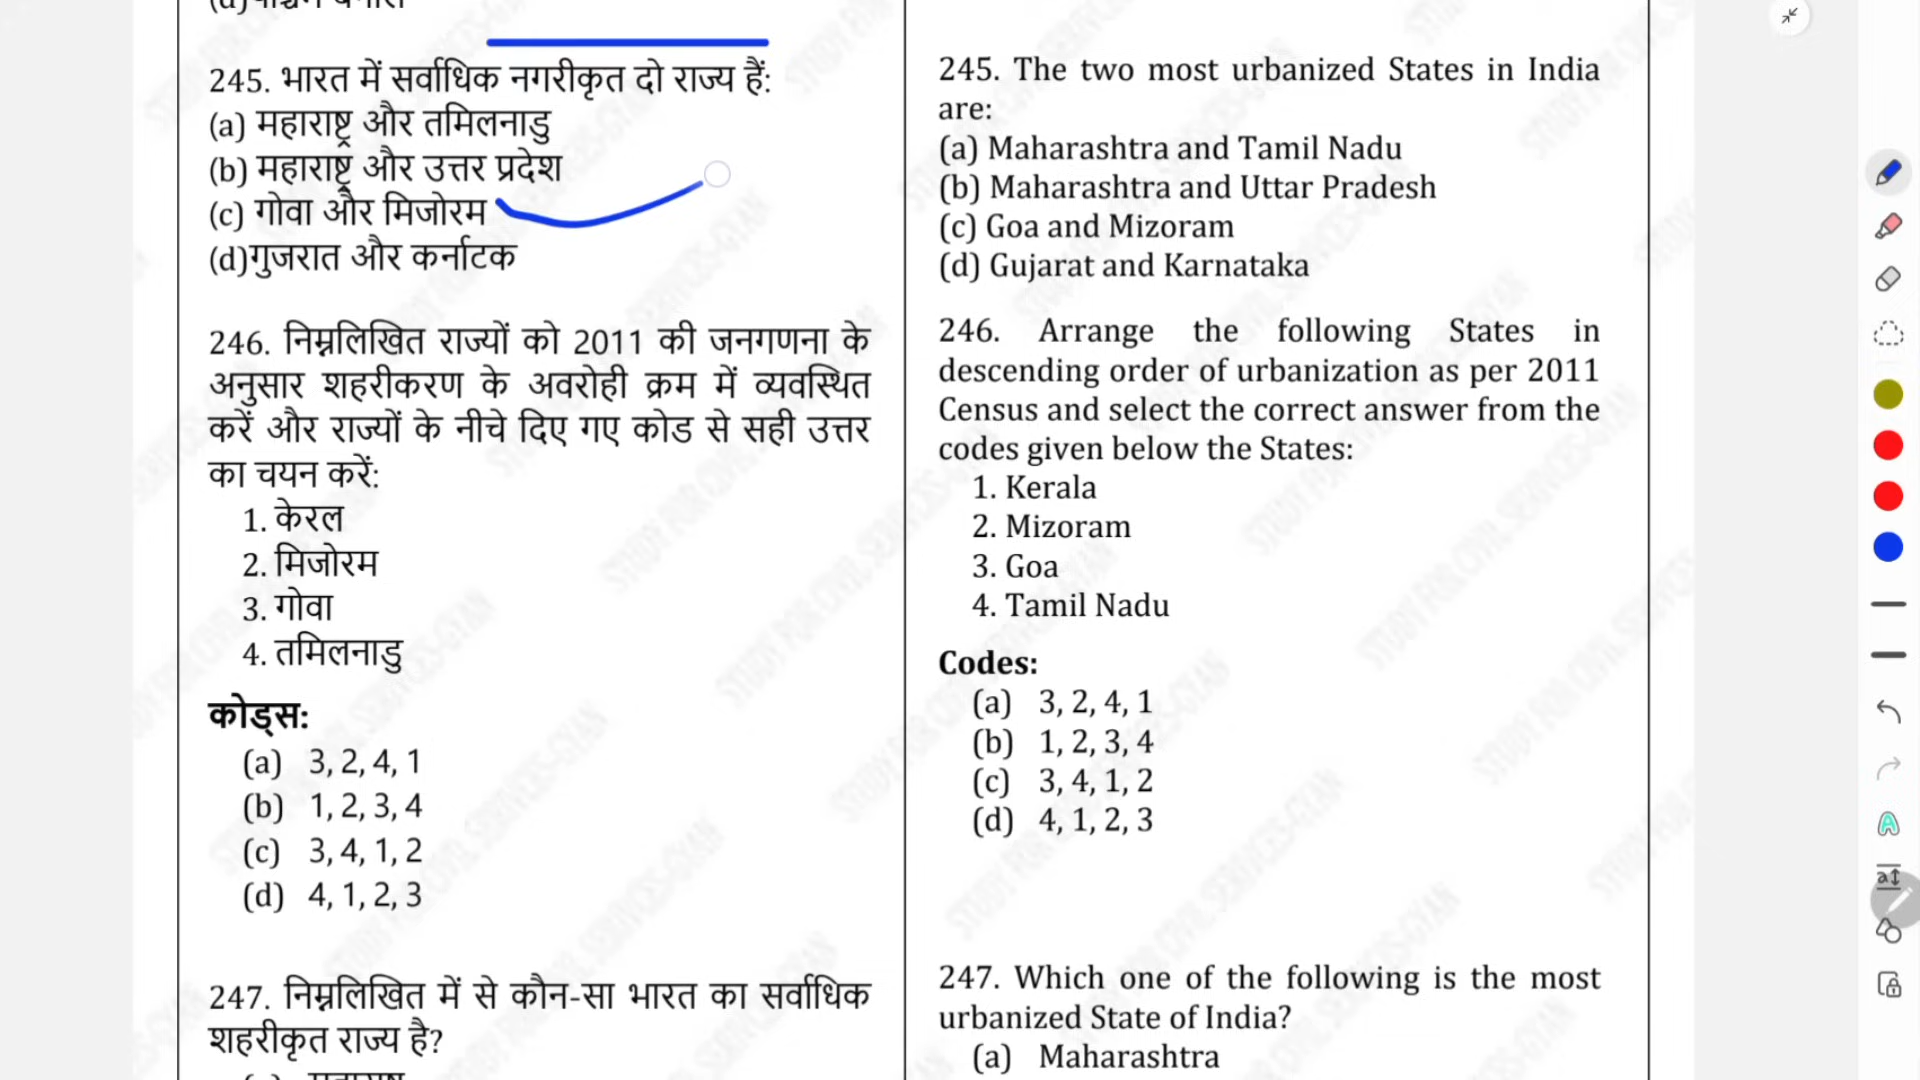 245. भारत में सर्वाधिक नगरीकृत दो राज्य हैं:
(a) महाराष्ट्र और तमिलनाडु
(b) महाराष्ट्र और उत्तर प्रदेश
(c) गोवा और मिजोरम
(d)गुजरात और कर्नाटक
246. निम्नलिखित राज्यों को 2011 की जनगणना के
अनुसार शहरीकरण के अवरोही क्रम में व्यवस्थित
करें और राज्यों के नीचे दिए गए कोड से सही उत्तर
का चयन करें:
1. केरल
2. मिजोरम
3. गोवा
4. तमिलनाडु
कोड्स:
(a) 3, 2, 4, 1
(b) 1, 2, 3, 4
(c) 3, 4, 1, 2
(d) 4, 1, 2, 3
247. निम्नलिखित में से कौन-सा भारत का सर्वाधिक
शहरीकृत राज्य है?
245. The two most urbanized States in India
are:
(a) Maharashtra and Tamil Nadu
(b) Maharashtra and Uttar Pradesh
(c) Goa and Mizoram
(d) Gujarat and Karnataka
246. Arrange the following States in
descending order of urbanization as per 2011
Census and select the correct answer from the
codes given below the States:
1. Kerala
2. Mizoram
3. Goa
4. Tamil Nadu
Codes:
(a) 3, 2, 4, 1
(b) 1, 2, 3, 4
(c) 3, 4, 1, 2
(d) 4, 1, 2, 3
247. Which one of the following is the most
urbanized State of India?
(a) Maharashtra